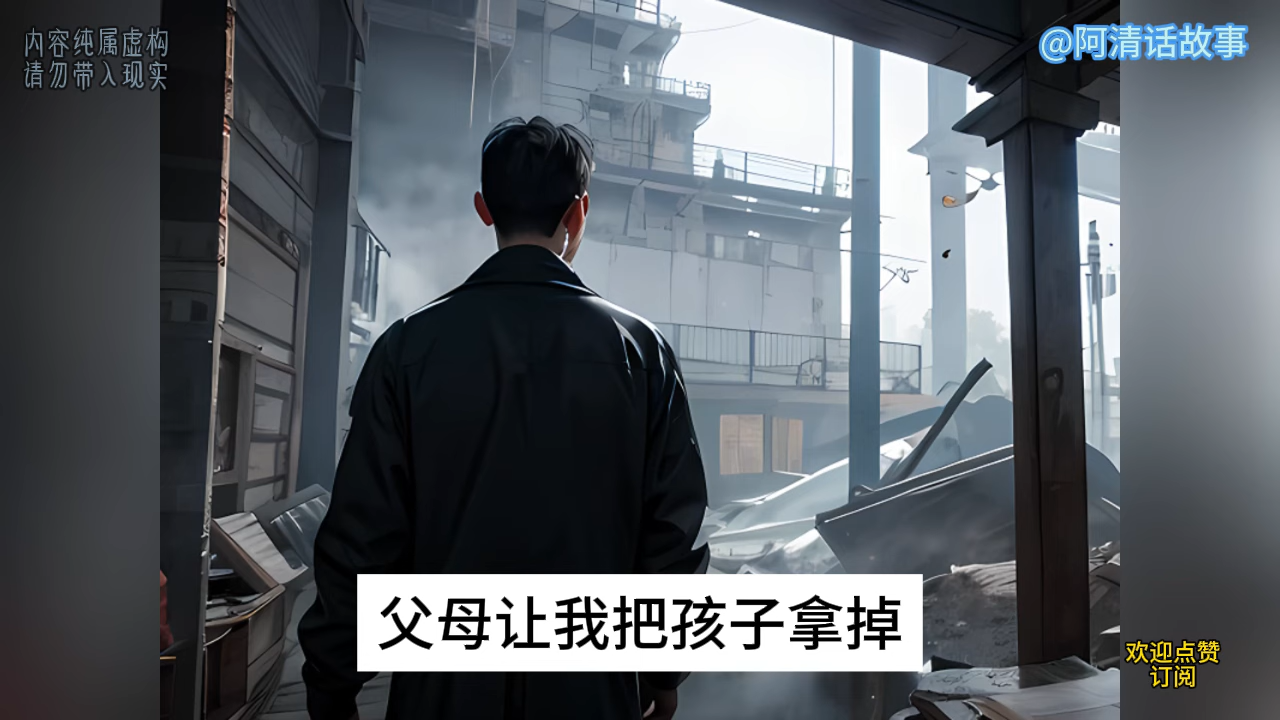 内容纯属虚构
请勿带入现实
@阿清话故事
父母让我把孩子拿掉
欢迎点赞
订阅